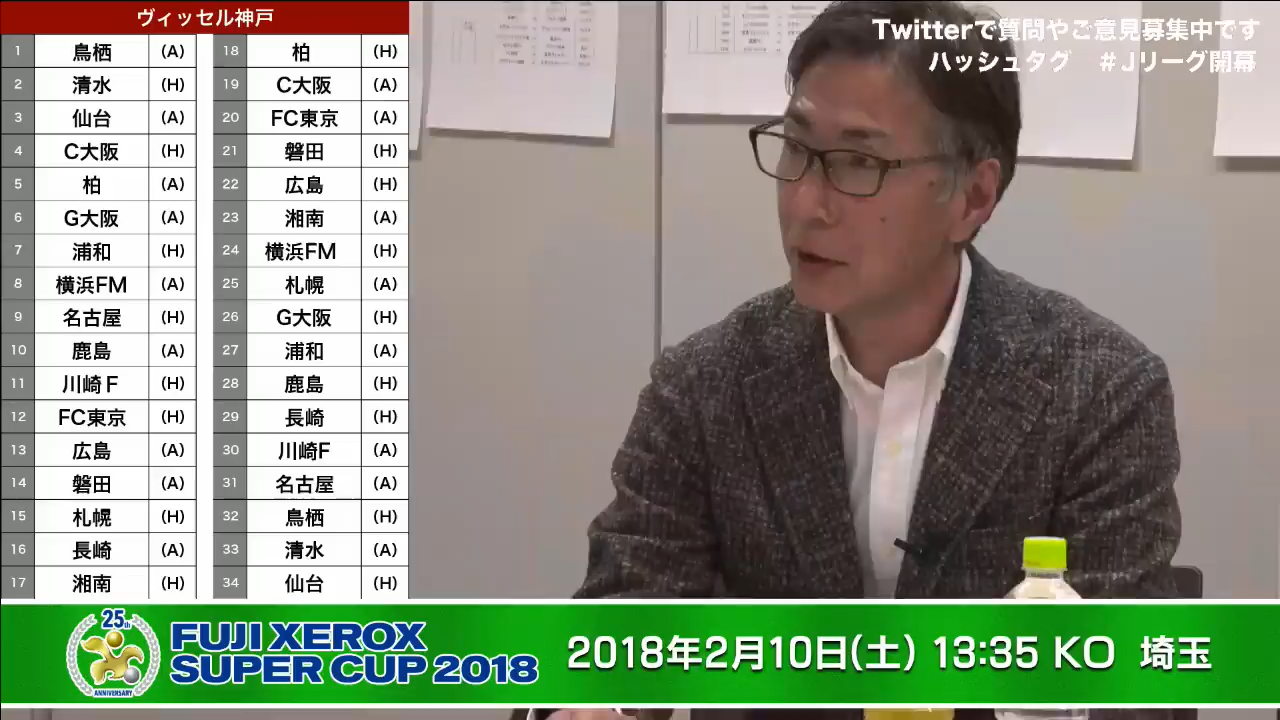 ヴィッセル神戸
1 鳥栖 (A)
2 清水 (H)
3 仙台 (A)
4 C大阪 (H)
5 柏 (A)
6 G大阪 (A)
7 浦和 (H)
8 横浜FM (A)
9 名古屋 (H)
10 鹿島 (A)
11 川崎F (H)
12 FC東京 (H)
13 広島 (A)
14 磐田 (A)
15 札幌 (H)
16 長崎 (A)
17 湘南 (H)
18 柏 (H)
19 C大阪 (A)
20 FC東京 (A)
21 磐田 (H)
22 広島 (H)
23 湘南 (A)
24 横浜FM (H)
25 札幌 (A)
26 G大阪 (H)
27 浦和 (A)
28 鹿島 (H)
29 長崎 (H)
30 川崎F (A)
31 名古屋 (A)
32 鳥栖 (H)
33 清水 (A)
34 仙台 (H)
Twitterで質問やご意見募集中です
ハッシュタグ #Jリーグ開幕
25th
ANNIVERSARY
FUJI XEROX
SUPER CUP 2018
2018年2月10日(土) 13:35 KO 埼玉